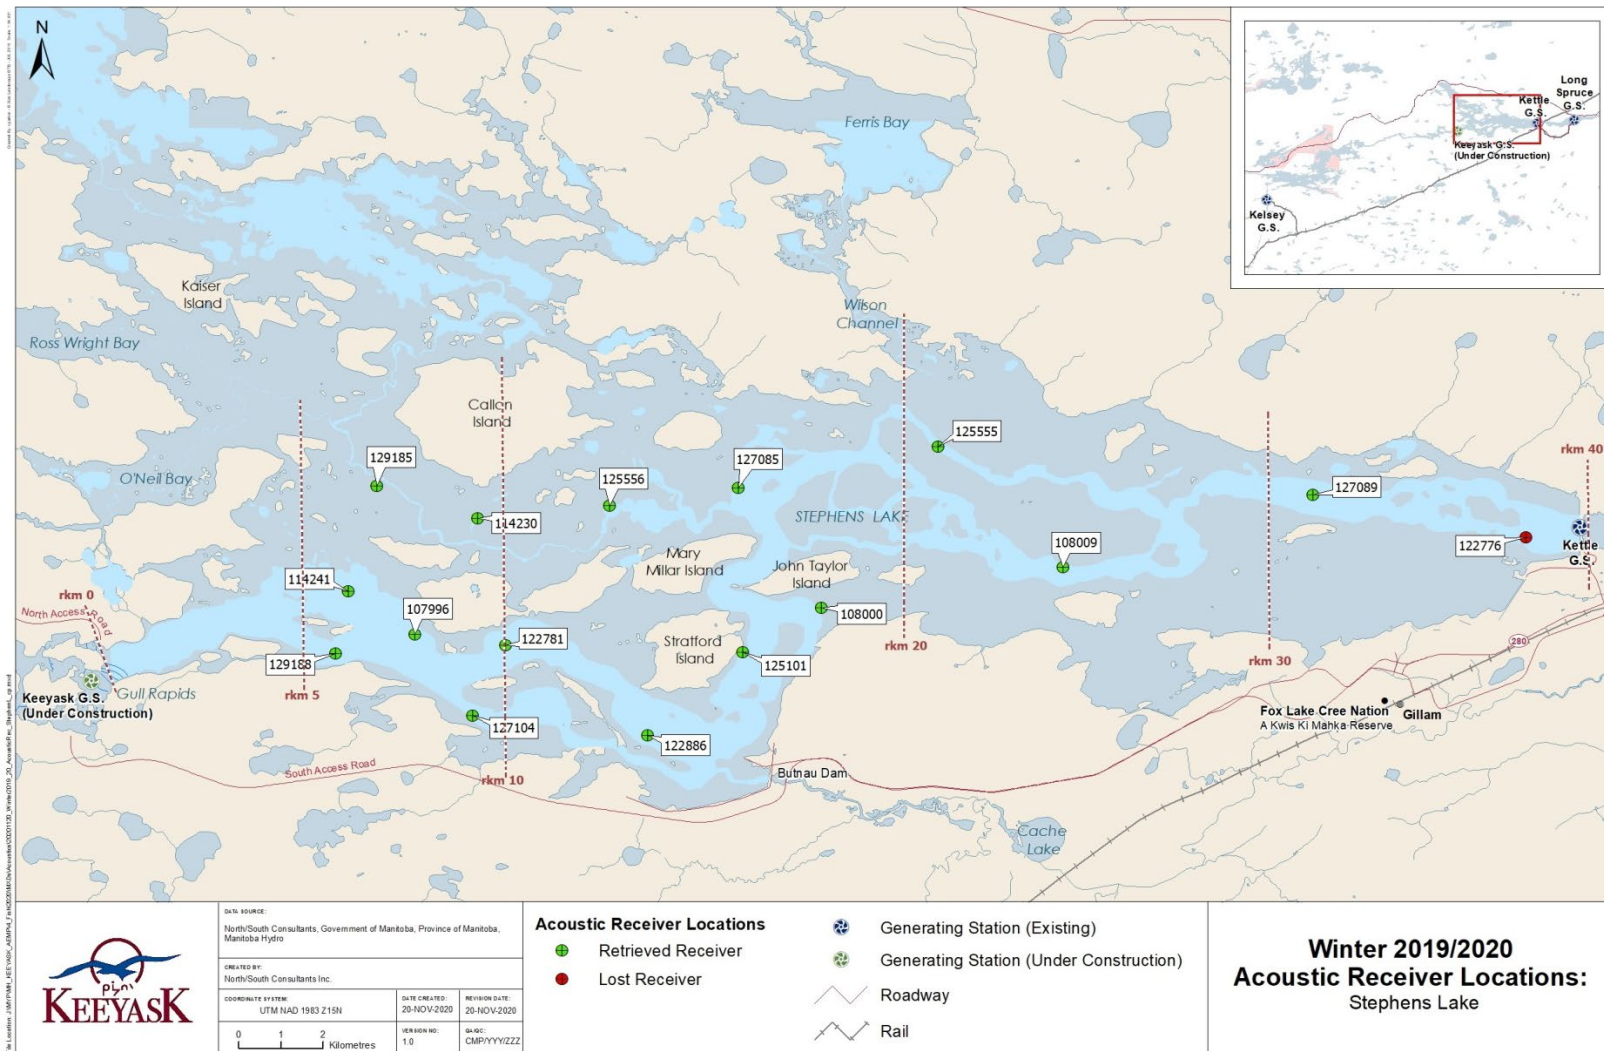 N
Ferris Bay
Long
Spruce
G.S.
Kettle
G.S.
Keeyask G.S.
(Under Construction)
Kelsey
G.S.
Kaiser
Island
Wilson
Channel
Ross Wright Bay
Callan
Island
125555
129185
127085
rkm 40
O'Neil Bay
125556
127089
114230
STEPHENS LAK
108009
122776
Kettle
G.S.
Mary
Millar Island
John Taylor
Island
114241
rkm 0
North Access Road
107996
108000
122781
Stratford
Island
rkm 20
280
129188
125101
rkm 30
Keeyask G.S.
(Under Construction)
Gull Rapids
rkm 5
Fox Lake Cree Nation
A Kwis Ki Mahka Reserve
Gillam
127104
122886
South Access Road
rkm 10
Butnau Dam
Cache
Lake
KEEYASK
DATA SOURCE:
North/South Consultants, Government of Manitoba, Province of Manitoba,
Manitoba Hydro
CREATED BY:
North/South Consultants Inc.
COORDINATE SYSTEM:
UTM NAD 1983 Z15N
DATE CREATED:
20-NOV-2020
REVISION DATE:
20-NOV-2020
0 1 2
Kilometres
VERSION NO:
1.0
QA/QC:
CMP/YYY/ZZZ
Acoustic Receiver Locations
Retrieved Receiver
Lost Receiver
Generating Station (Existing)
Generating Station (Under Construction)
Roadway
Rail
Winter 2019/2020
Acoustic Receiver Locations:
Stephens Lake